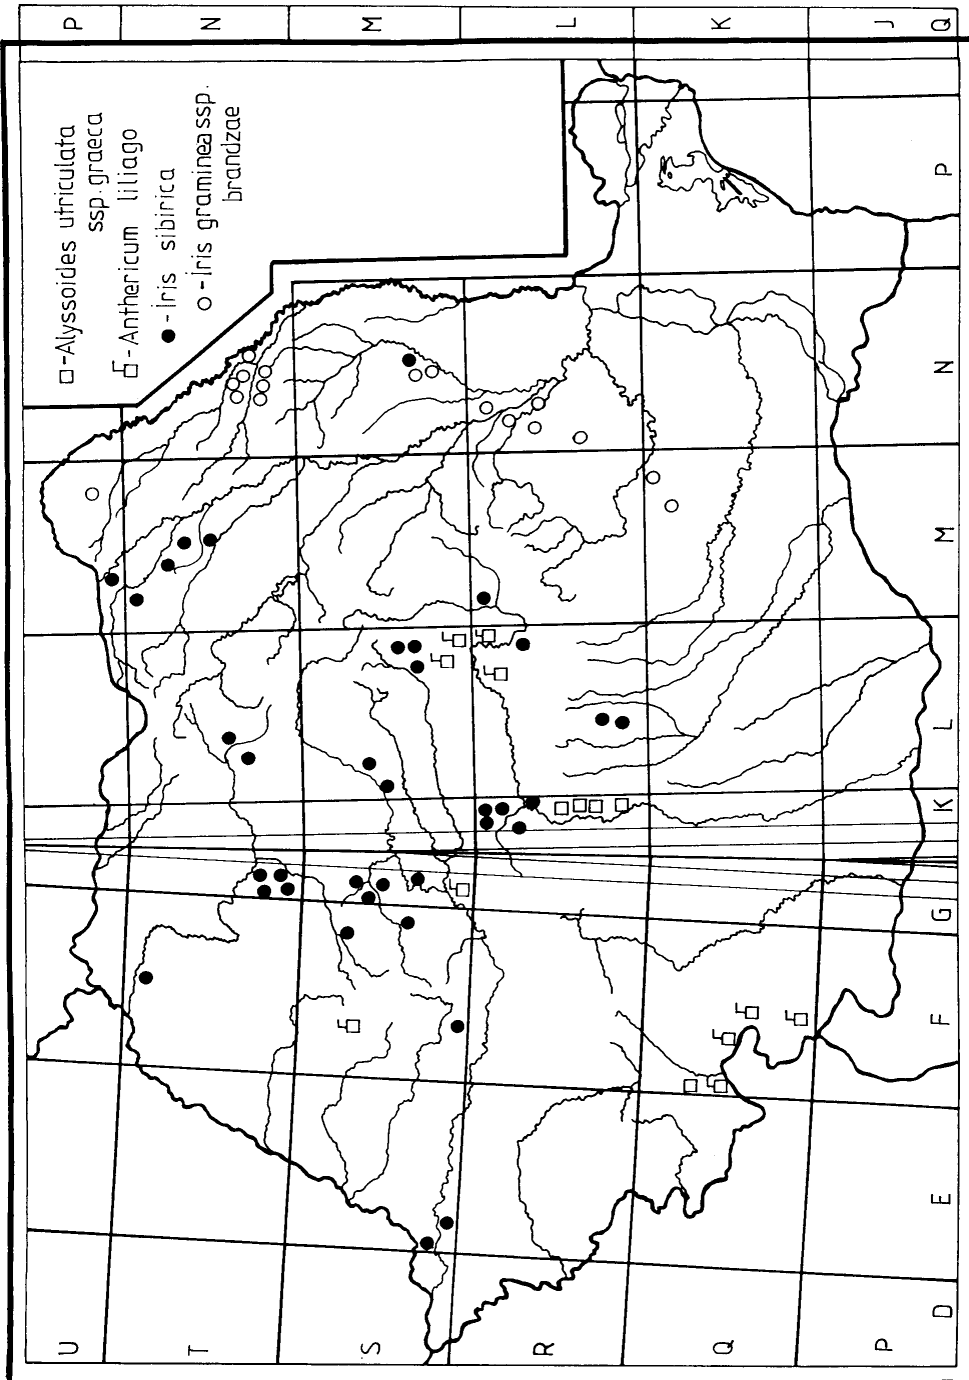 P N M L K J Q
□-Alyssoides utriculata
ssp. graeca
-Anthericum liliago
●-Iris sibirica
○-Iris graminea ssp.
brandzae
P
N
M
L
K
G
F
E
D
U T S R Q P